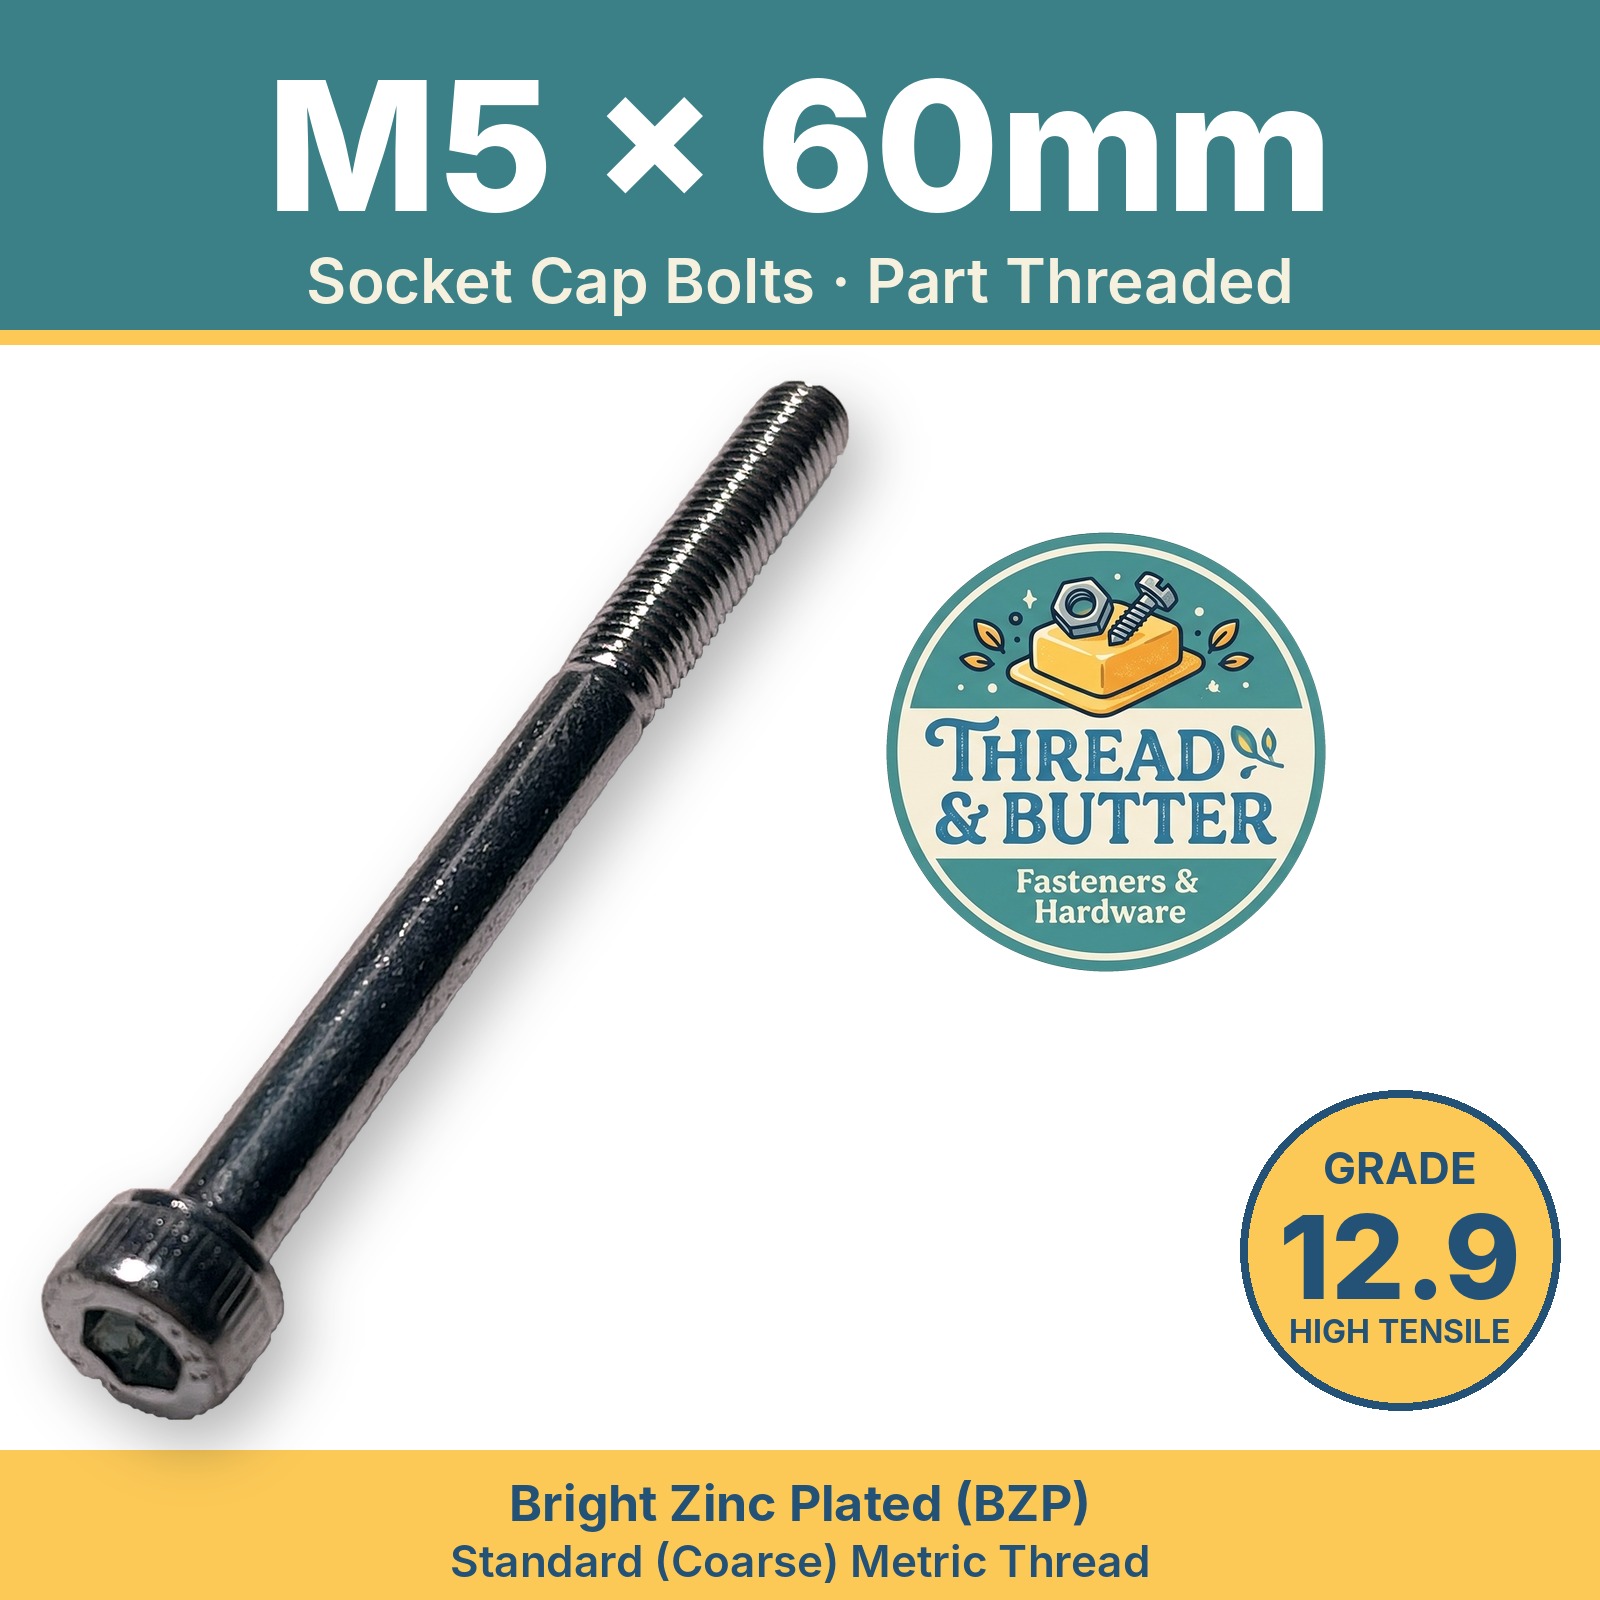 M5 × 60mm
Socket Cap Bolts · Part Threaded
THREAD
& BUTTER
Fasteners &
Hardware
GRADE
12.9
HIGH TENSILE
Bright Zinc Plated (BZP)
Standard (Coarse) Metric Thread